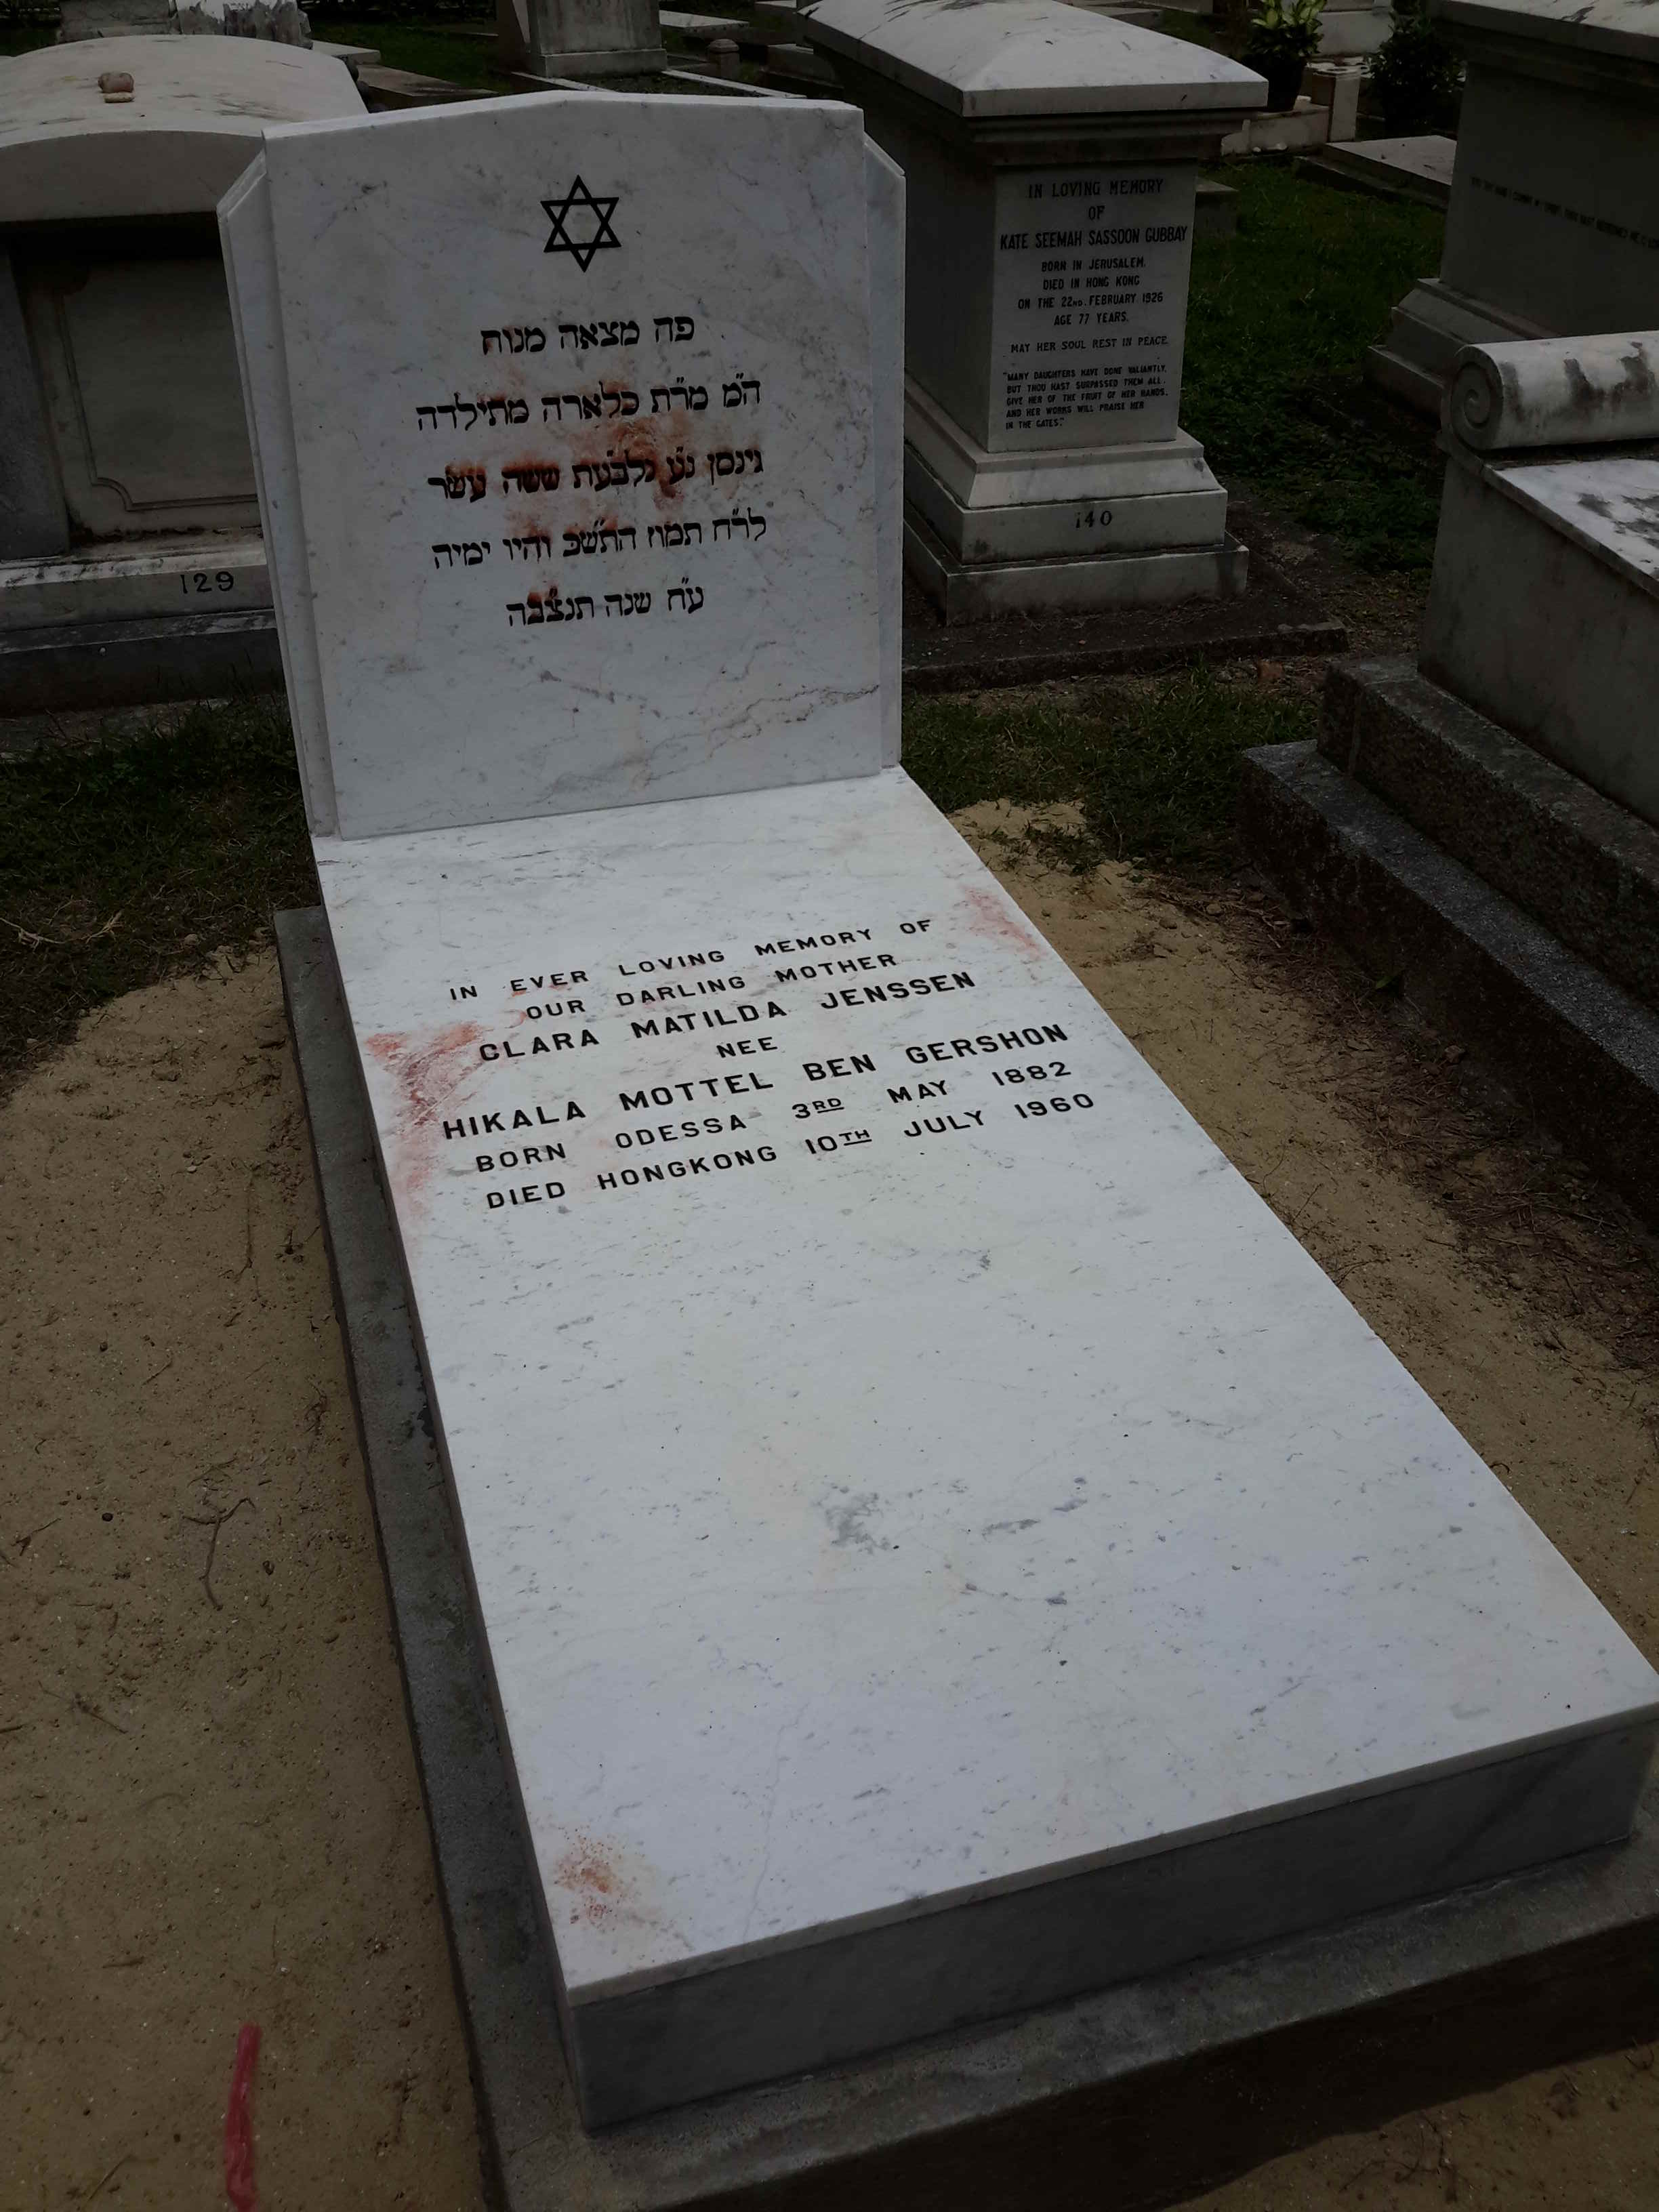 פה מצאה מנוח
ה"מ מר"ת כלארה מתילדה
גינסן נ"ע נלב"עת ששה עשר
לר"ח תמוז התש"כ והיו ימיה
ע"ח שנה תנצ"בה
IN EVER LOVING MEMORY OF
OUR DARLING MOTHER
CLARA MATILDA JENSSEN
NEE
HIKALA MOTTEL BEN GERSHON
BORN ODESSA 3RD MAY 1882
DIED HONGKONG 10TH JULY 1960
129
IN LOVING MEMORY
OF
KATE SEEMAH SASSOON GUBBAY
BORN IN JERUSALEM.
DIED IN HONG KONG
ON THE 22ND. FEBRUARY 1926
AGE 77 YEARS.
MAY HER SOUL REST IN PEACE.
"MANY DAUGHTERS HAVE DONE VALIANTLY,
BUT THOU HAST SURPASSED THEM ALL.
GIVE HER OF THE FRUIT OF HER HANDS,
AND HER WORKS WILL PRAISE HER
IN THE GATES."
140